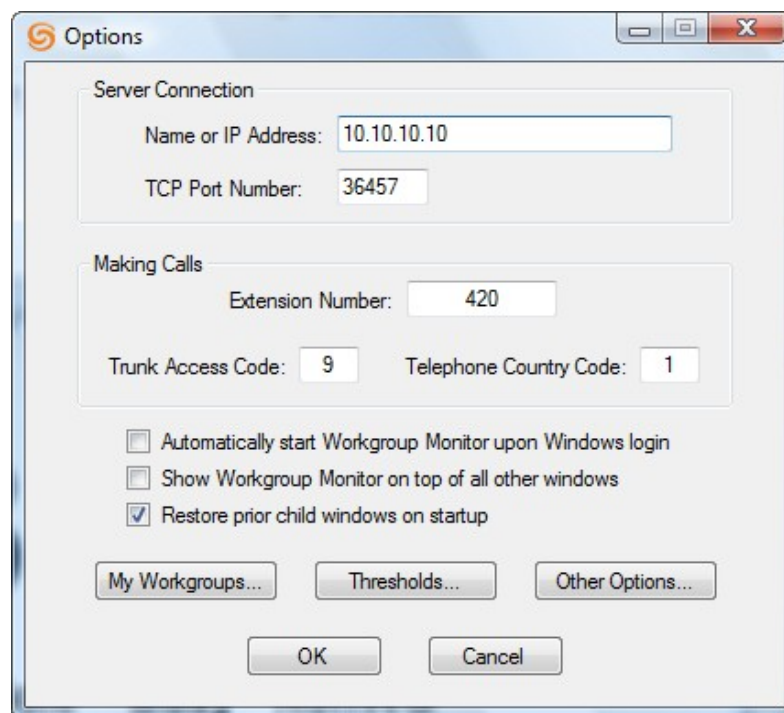 Options
Server Connection
Name or IP Address: 10.10.10.10
TCP Port Number: 36457
Making Calls
Extension Number: 420
Trunk Access Code: 9 Telephone Country Code: 1
Automatically start Workgroup Monitor upon Windows login
Show Workgroup Monitor on top of all other windows
Restore prior child windows on startup
My Workgroups... Thresholds... Other Options...
OK Cancel